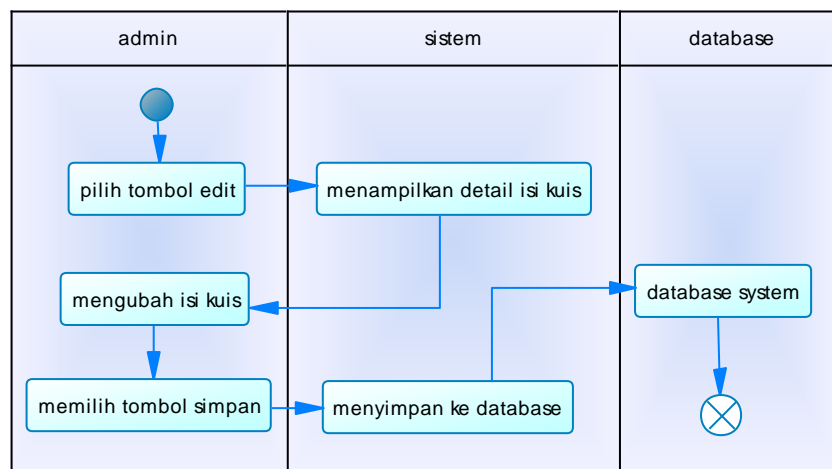 admin
sistem
database
pilih tombol edit
menampilkan detail isi kuis
mengubah isi kuis
database system
memilih tombol simpan
menyimpan ke database